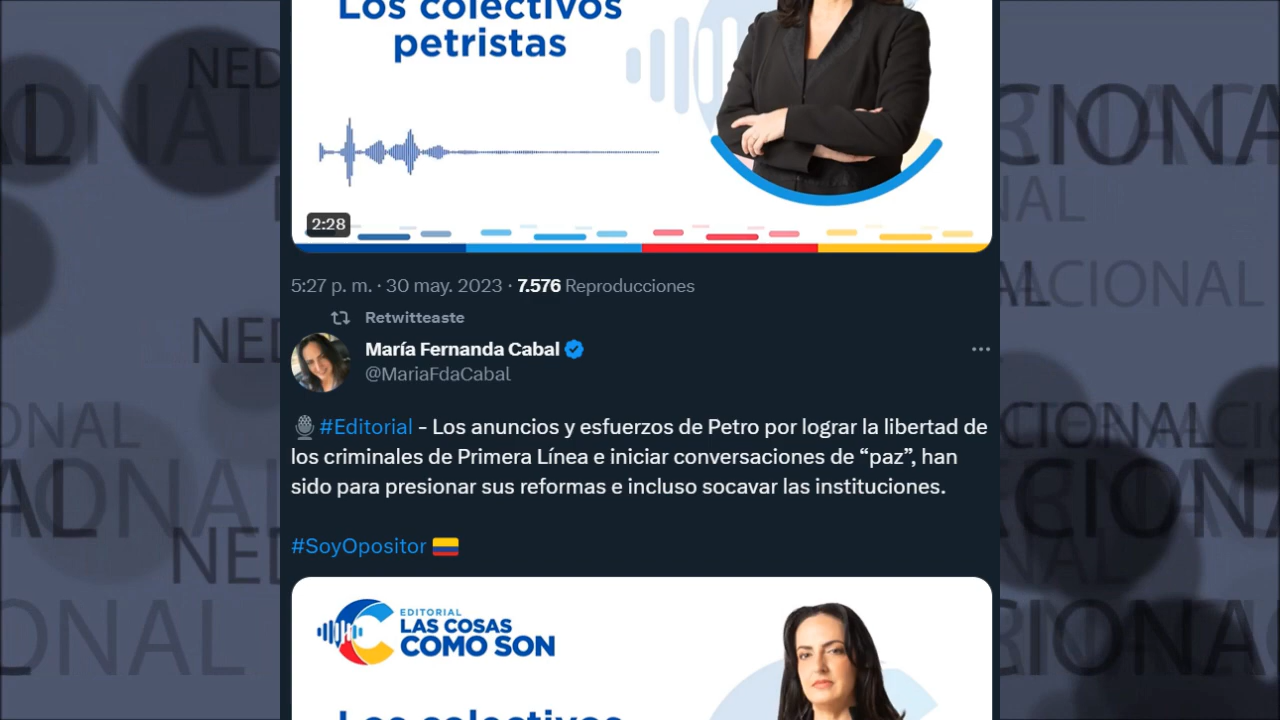 Los colectivos
petristas
2:28
5:27 p. m. · 30 may. 2023 · 7.576 Reproducciones
Retwitteaste
María Fernanda Cabal
@MariaFdaCabal
#Editorial - Los anuncios y esfuerzos de Petro por lograr la libertad de
los criminales de Primera Línea e iniciar conversaciones de “paz”, han
sido para presionar sus reformas e incluso socavar las instituciones.
#SoyOpositor
EDITORIAL
LAS COSAS
COMO SON
Los colectivos